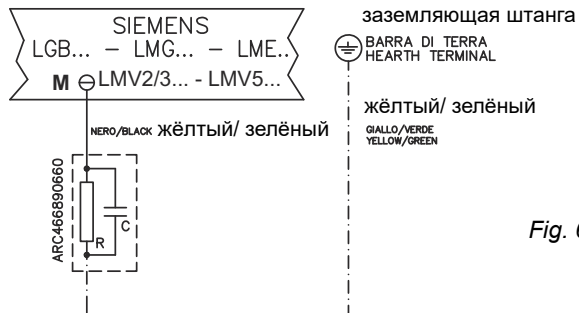 SIEMENS
LGB... – LMG... – LME..
M LMV2/3... - LMV5...
NERO/BLACK жёлтый/ зелёный
ARC466890660
R
C
заземляющая штанга
BARRA DI TERRA
HEARTH TERMINAL
жёлтый/ зелёный
GIALLO/VERDE
YELLOW/GREEN
Fig. 6